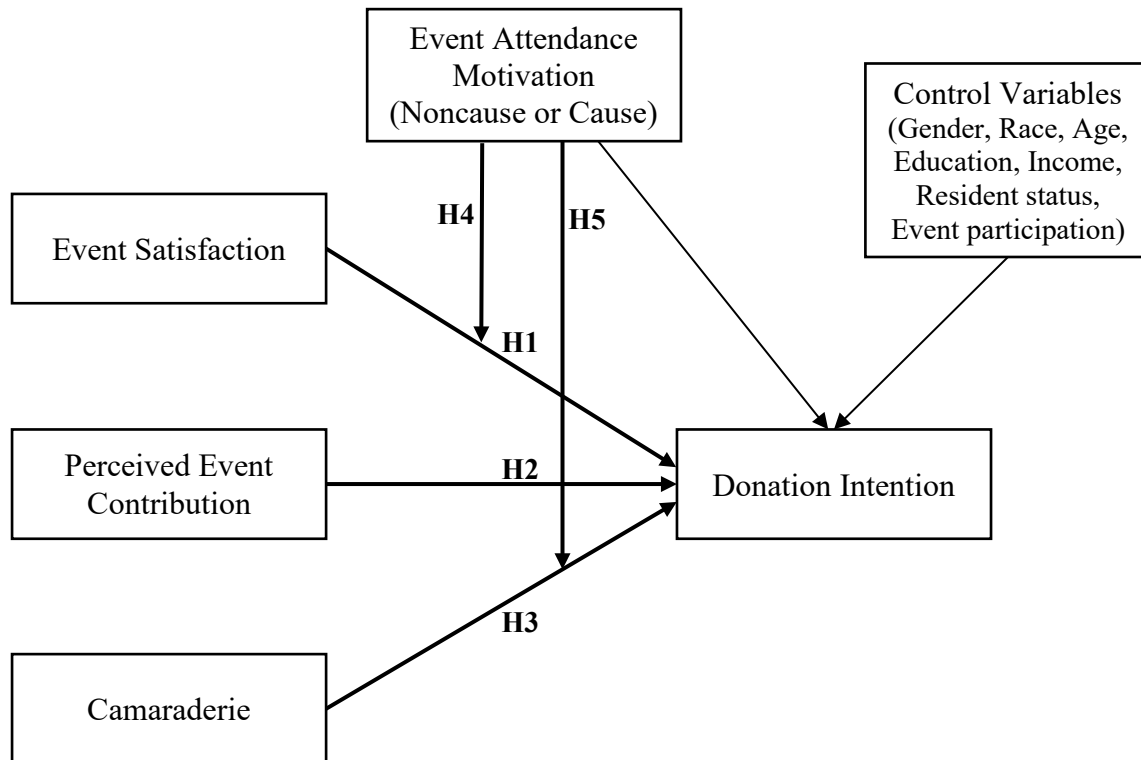 Event Attendance
Motivation
(Noncause or Cause)
Control Variables
(Gender, Race, Age,
Education, Income,
Resident status,
Event participation)
H4
H5
Event Satisfaction
H1
Perceived Event
Contribution
H2
Donation Intention
H3
Camaraderie